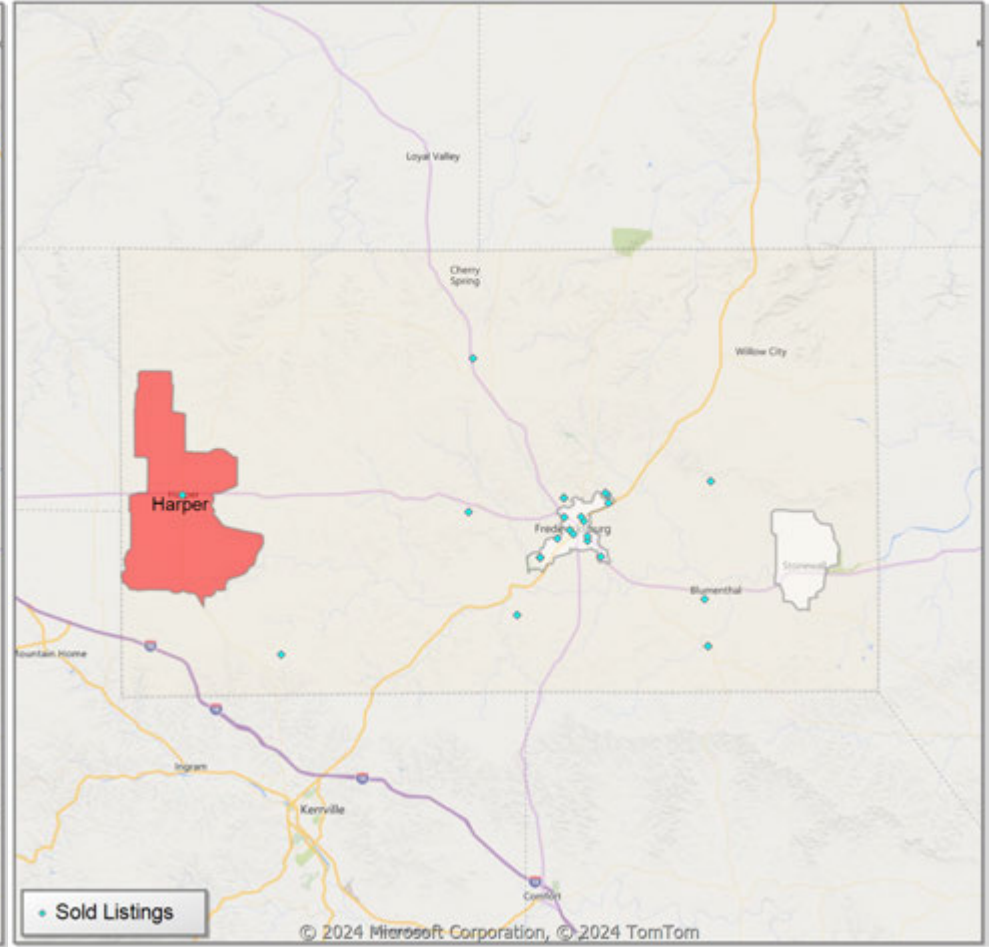 Loyal Valley
Cherry
Spring
Willow City
Harper
Fredericksburg
Stonewall
Blumenthal
Mountain Home
Ingram
Kerrville
Comfort
Sold Listings
© 2024 Microsoft Corporation, © 2024 TomTom